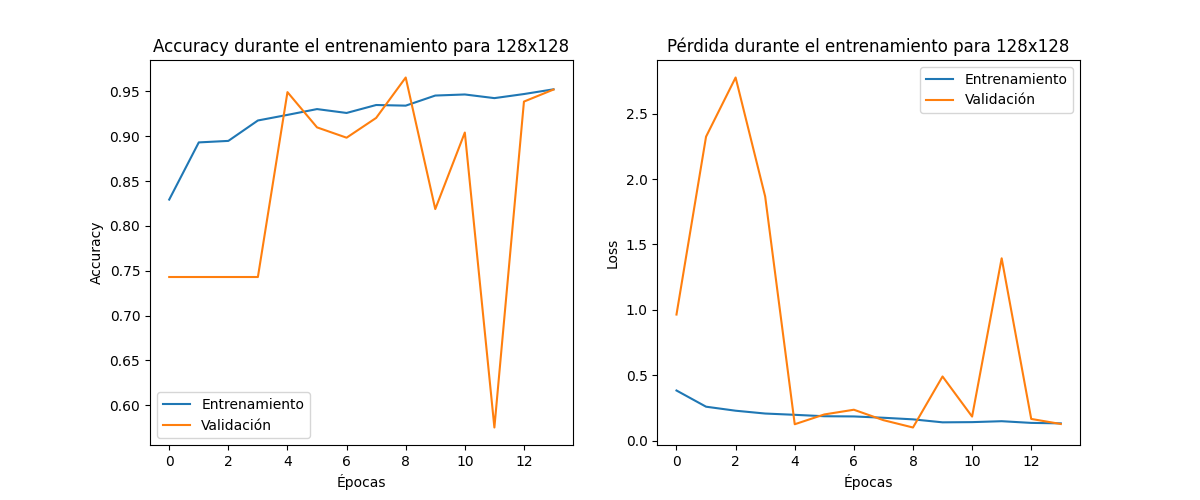 Accuracy durante el entrenamiento para 128x128
0.95
0.90
0.85
0.80
0.75
0.70
0.65
0.60
Accuracy
Entrenamiento
Validación
0 2 4 6 8 10 12
Épocas
Pérdida durante el entrenamiento para 128x128
Entrenamiento
Validación
2.5
2.0
1.5
1.0
0.5
0.0
Loss
0 2 4 6 8 10 12
Épocas